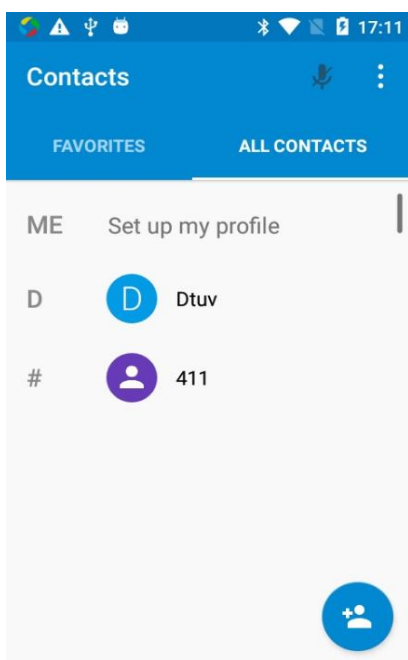 17:11
Contacts
FAVORITES ALL CONTACTS
ME Set up my profile
D D Dtuv
# 411